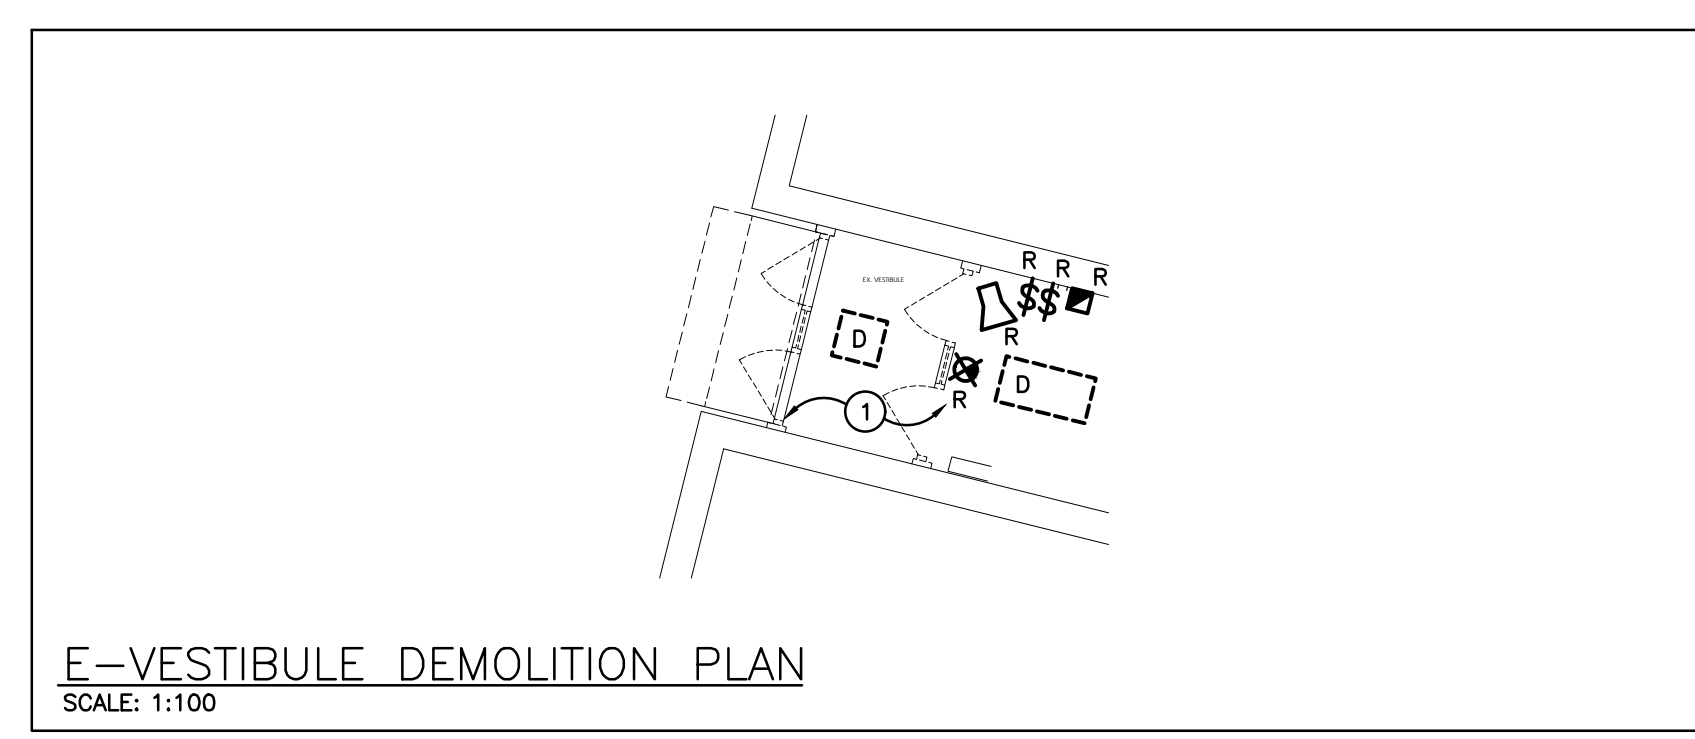 R R R
EX. VESTIBULE
$ $
D
R
D
R
1
E-VESTIBULE DEMOLITION PLAN
SCALE: 1:100